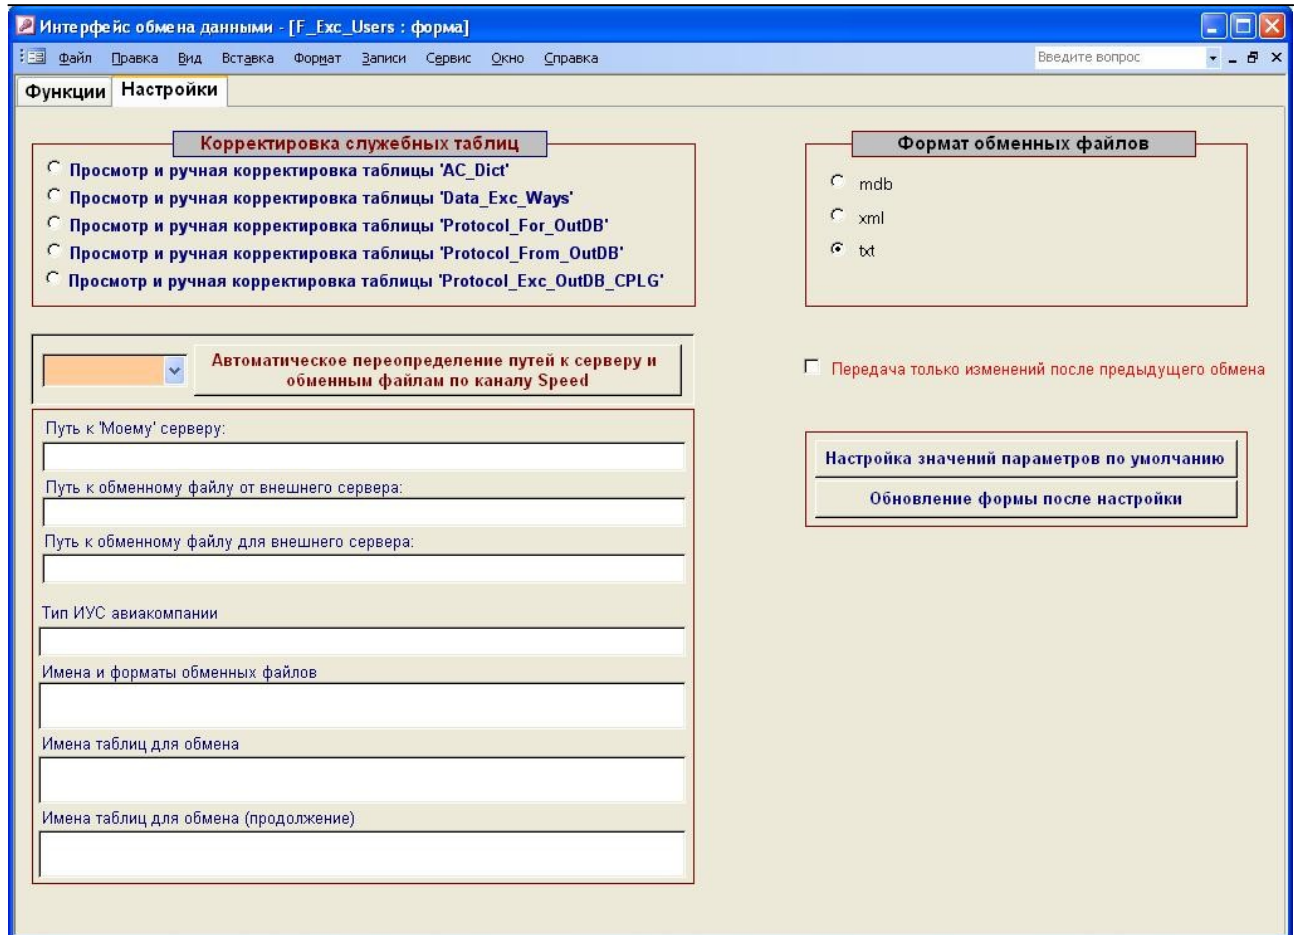 Интерфейс обмена данными - [F_Exc_Users : форма]
Файл Правка Вид Вставка Формат Записи Сервис Окно Справка Введите вопрос
Функции Настройки
Корректировка служебных таблиц
Просмотр и ручная корректировка таблицы 'AC_Dict'
Просмотр и ручная корректировка таблицы 'Data_Exc_Ways'
Просмотр и ручная корректировка таблицы 'Protocol_For_OutDB'
Просмотр и ручная корректировка таблицы 'Protocol_From_OutDB'
Просмотр и ручная корректировка таблицы 'Protocol_Exc_OutDB_CPLG'
Формат обменных файлов
mdb
xml
txt
Автоматическое переопределение путей к серверу и
обменным файлам по каналу Speed
Передача только изменений после предыдущего обмена
Путь к 'Моему' серверу:
Путь к обменному файлу от внешнего сервера:
Путь к обменному файлу для внешнего сервера:
Тип ИУС авиакомпании
Имена и форматы обменных файлов
Имена таблиц для обмена
Имена таблиц для обмена (продолжение)
Настройка значений параметров по умолчанию
Обновление формы после настройки